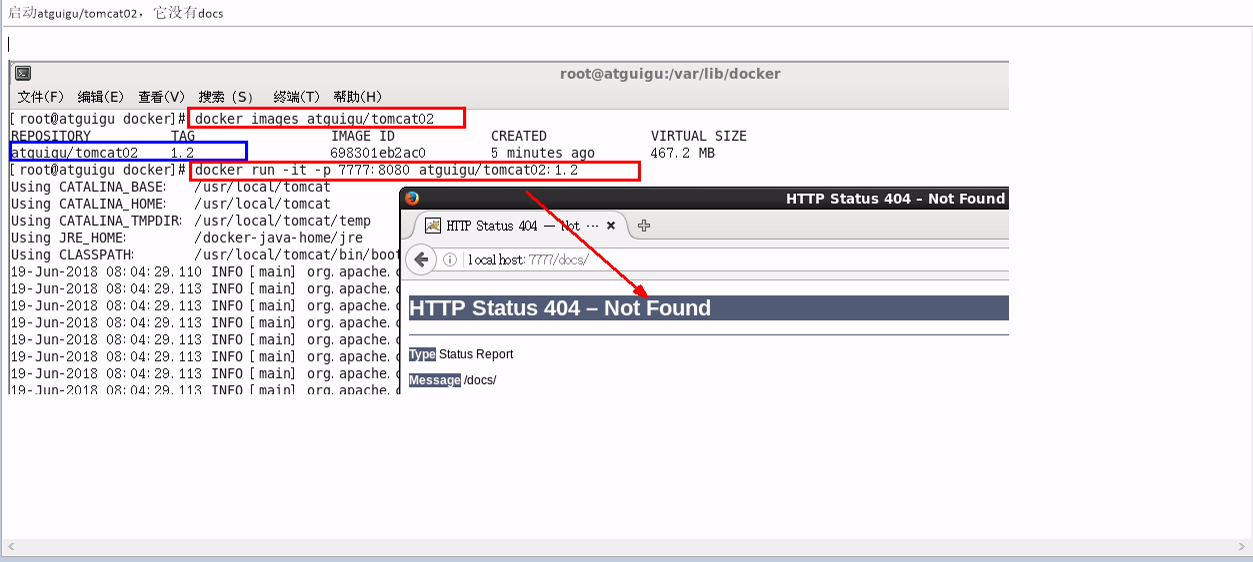 启动atguigu/tomcat02，它没有docs
root@atguigu:/var/lib/docker
文件(F) 编辑(E) 查看(V) 搜索 (S) 终端(T) 帮助(H)
[root@atguigu docker]# docker images atguigu/tomcat02
REPOSITORY TAG IMAGE ID CREATED VIRTUAL SIZE
atguigu/tomcat02 1.2 698301eb2ac0 5 minutes ago 467.2 MB
[root@atguigu docker]# docker run -it -p 7777:8080 atguigu/tomcat02:1.2
Using CATALINA_BASE: /usr/local/tomcat
Using CATALINA_HOME: /usr/local/tomcat
Using CATALINA_TMPDIR: /usr/local/tomcat/temp
Using JRE_HOME: /docker-java-home/jre
Using CLASSPATH: /usr/local/tomcat/bin/boot
19-Jun-2018 08:04:29.110 INFO [main] org.apache.c
19-Jun-2018 08:04:29.113 INFO [main] org.apache.c
19-Jun-2018 08:04:29.113 INFO [main] org.apache.c
19-Jun-2018 08:04:29.113 INFO [main] org.apache.c
19-Jun-2018 08:04:29.113 INFO [main] org.apache.c
19-Jun-2018 08:04:29.113 INFO [main] org.apache.c
19-Jun-2018 08:04:29.113 INFO [main] org.apache.c
19-Jun-2018 08:04:29.113 INFO [main] org.apache.c
HTTP Status 404 – Not Found
HTTP Status 404 — Not ···
localhost:7777/docs/
HTTP Status 404 – Not Found
Type Status Report
Message /docs/